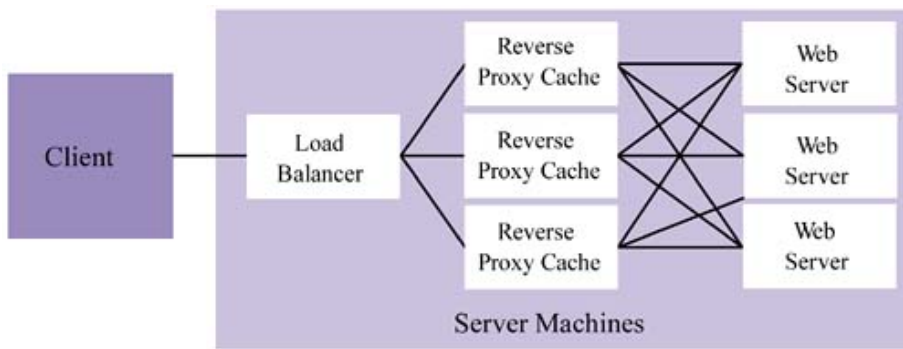 Client
Load
Balancer
Reverse
Proxy Cache
Reverse
Proxy Cache
Reverse
Proxy Cache
Web
Server
Web
Server
Web
Server
Server Machines